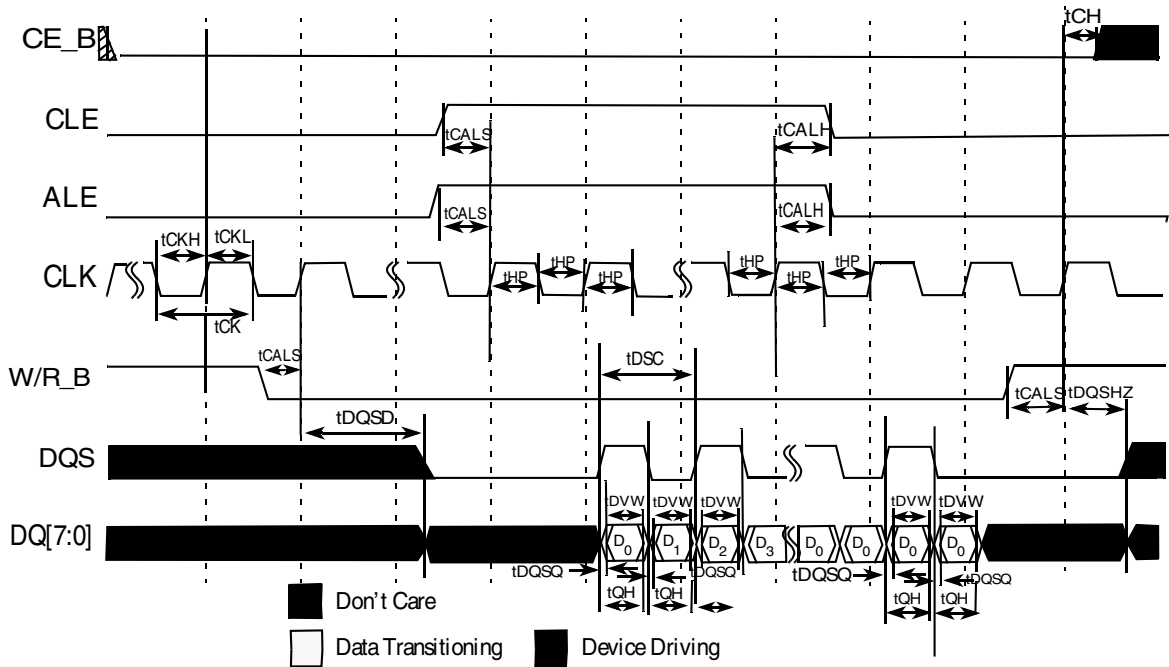 tCH
CE_B
CLE
tCALS
tCALH
ALE
tCALS
tCALH
tCKH
tCKL
CLK
tHP
tHP
tHP
tHP
tHP
tHP
tCK
tCALS
tDSC
W/R_B
tCALS
tDQSHZ
tDQSD
DQS
tDVW
tDVW
tDVW
tDVW
tDVW
DQ[7:0]
D0
D1
D2
D3
D0
D0
D0
D0
tDQSQ
tDQSQ
tDQSQ
tDQSQ
tQH
tQH
tQH
tQH
Don't Care
Data Transitioning
Device Driving